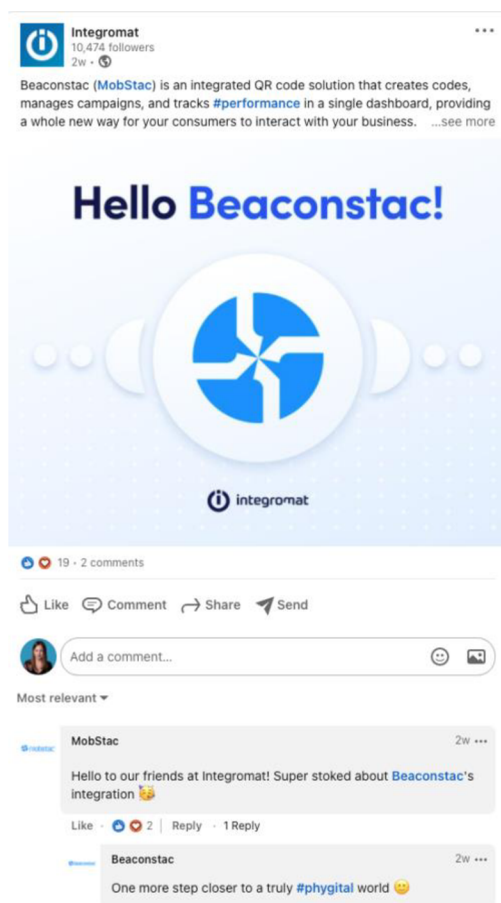 Integromat
10,474 followers
2w •
Beaconstac (MobStac) is an integrated QR code solution that creates codes,
manages campaigns, and tracks #performance in a single dashboard, providing
a whole new way for your consumers to interact with your business. ...see more
Hello Beaconstac!
integromat
19 · 2 comments
Like Comment Share Send
Add a comment...
Most relevant
MobStac 2w
Hello to our friends at Integromat! Super stoked about Beaconstac's
integration 🥳
Like · 2 | Reply · 1 Reply
Beaconstac 2w
One more step closer to a truly #phygital world 🙂